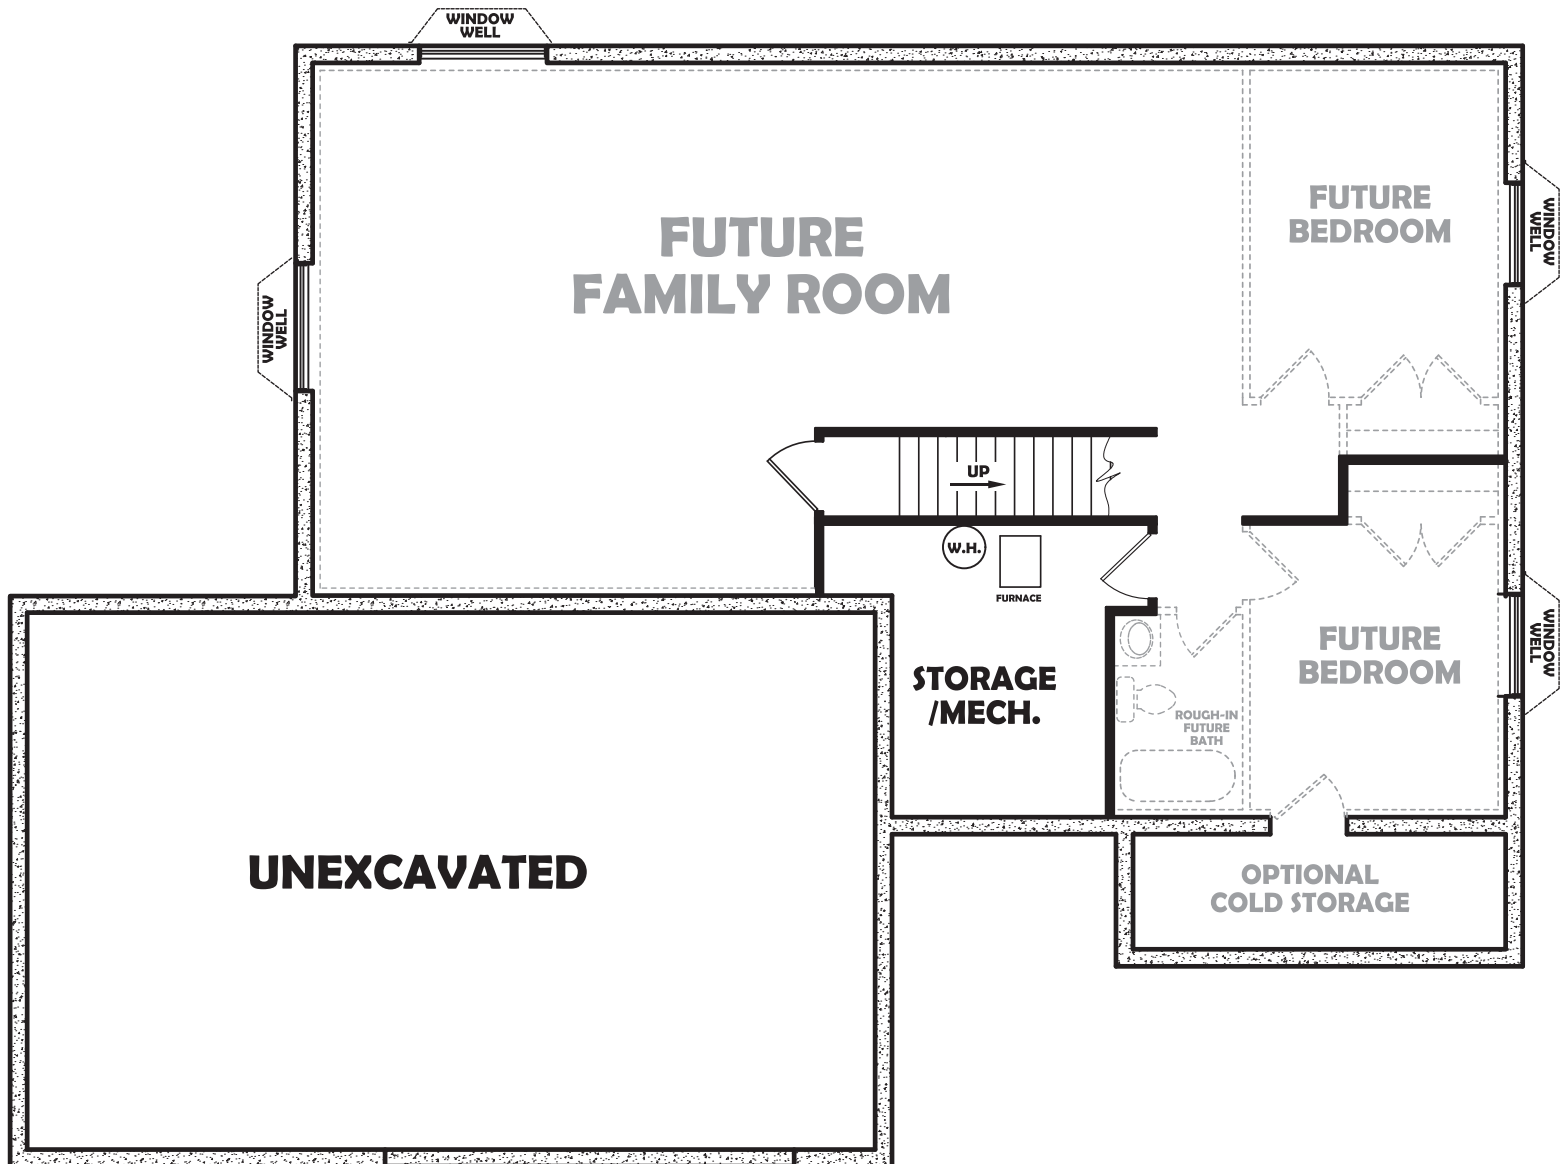 WINDOW
WELL
FUTURE
BEDROOM
WINDOW
WELL
FUTURE
FAMILY ROOM
WINDOW
WELL
UP
W.H.
FURNACE
FUTURE
BEDROOM
WINDOW
WELL
STORAGE
/MECH.
ROUGH-IN
FUTURE
BATH
UNEXCAVATED
OPTIONAL
COLD STORAGE